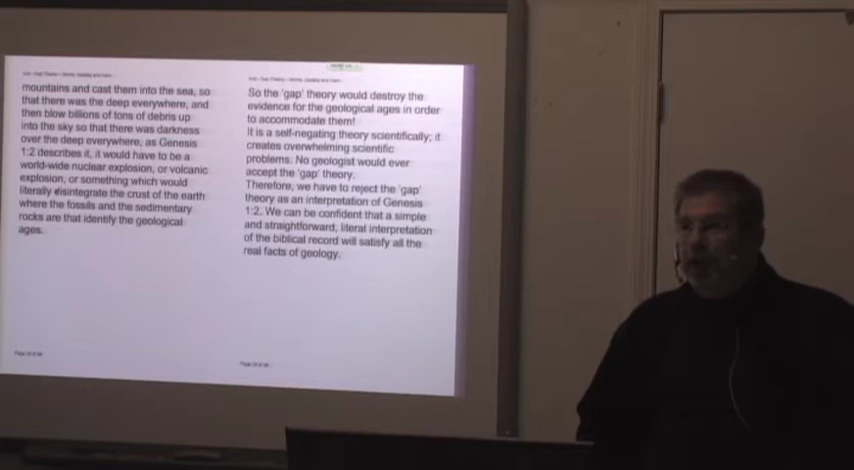 mountains and cast them into the sea, so
that there was the deep everywhere, and
then blow billions of tons of debris up
into the sky so that there was darkness
over the deep everywhere, as Genesis
1:2 describes it, it would have to be a
world-wide nuclear explosion, or volcanic
explosion, or something which would
literally disintegrate the crust of the earth
where the fossils and the sedimentary
rocks are that identify the geological
ages.
So the 'gap' theory would destroy the
evidence for the geological ages in order
to accommodate them!
It is a self-negating theory scientifically; it
creates overwhelming scientific
problems. No geologist would ever
accept the 'gap' theory.
Therefore, we have to reject the 'gap'
theory as an interpretation of Genesis
1:2. We can be confident that a simple
and straightforward, literal interpretation
of the biblical record will satisfy all the
real facts of geology.